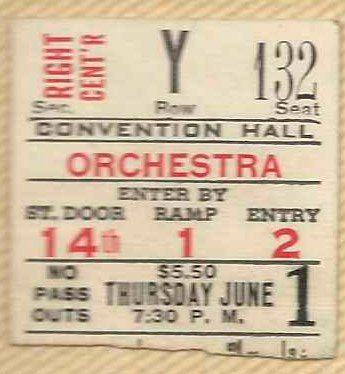 RIGHT CENT'R Y 132
Sec. Row Seat
CONVENTION HALL
ORCHESTRA
ENTER BY
ST. DOOR RAMP ENTRY
14th 1 2
NO PASS OUTS
$5.50
THURSDAY JUNE 1
7:30 P. M.